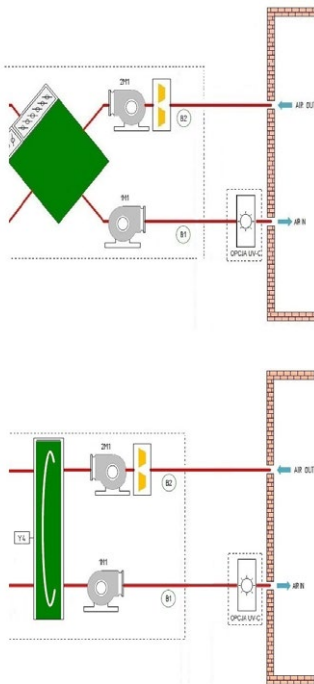 2M1
B2
AIR OUT
1M1
B1
AIR IN
OPCJA UV-C
2M1
B2
AIR OUT
Y4
1M1
B1
AIR IN
OPCJA UV-C